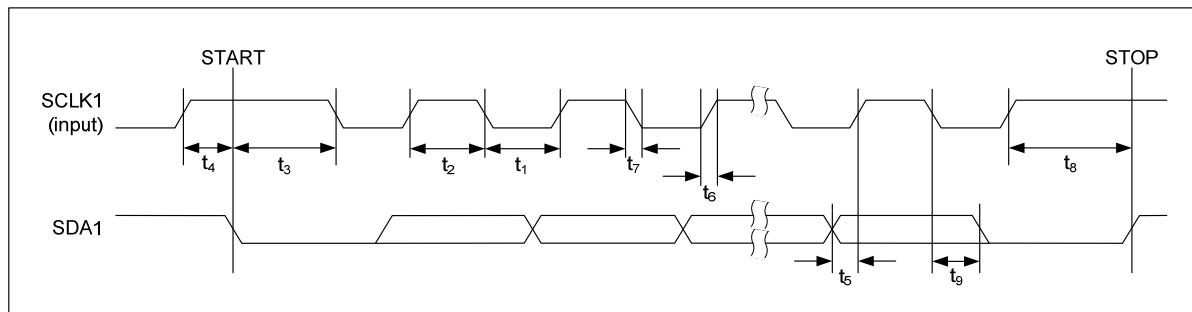 START
STOP
SCLK1
(input)
t4
t3
t2
t1
t7
t6
t8
SDA1
t5
t9